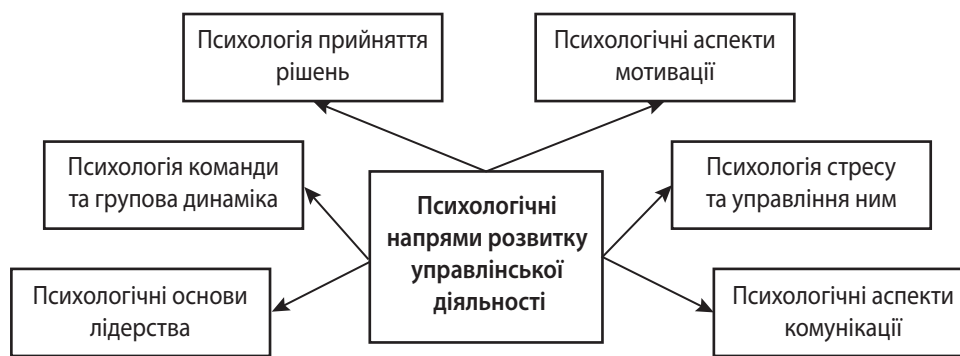 Психологія прийняття
рішень
Психологічні аспекти
мотивації
Психологія команди
та групова динаміка
Психологічні
напрями розвитку
управлінської
діяльності
Психологія стресу
та управління ним
Психологічні основи
лідерства
Психологічні аспекти
комунікації